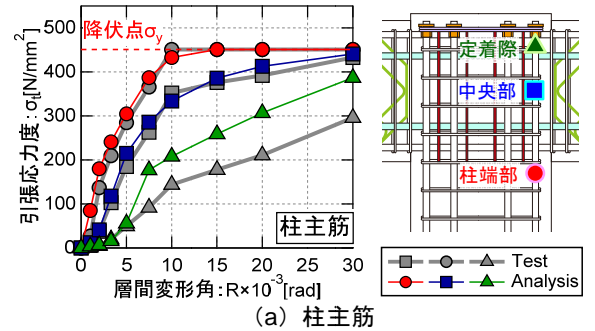 引張応力度:σt[N/mm²]
500
400
300
200
100
0
降伏点σy
柱主筋
0 5 10 15 20 30
層間変形角:R×10⁻³[rad]
定着際
中央部
柱端部
Test
Analysis
(a) 柱主筋